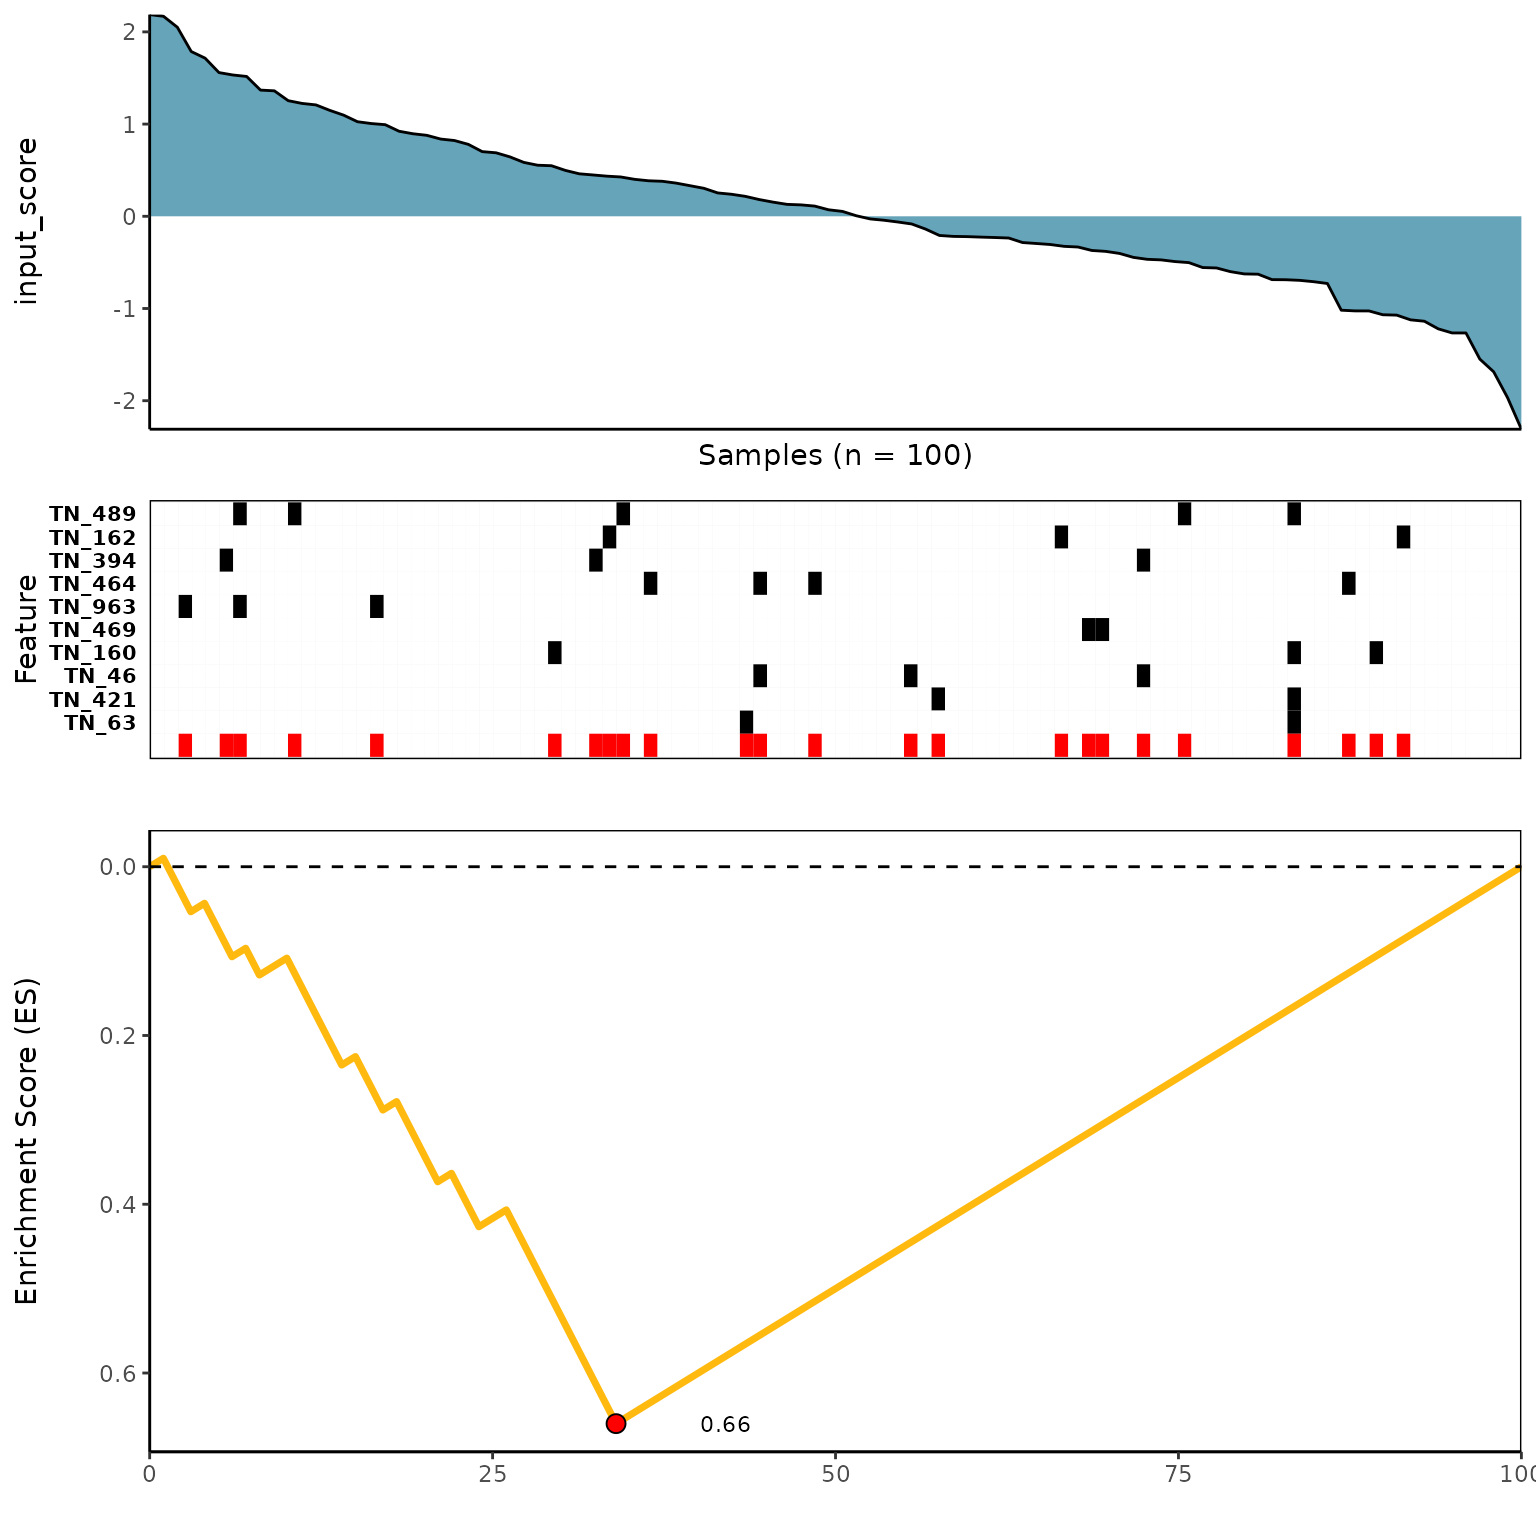 2
1
0
-1
-2
input_score
Samples (n = 100)
TN_489
TN_162
TN_394
TN_464
TN_963
TN_469
TN_160
TN_46
TN_421
TN_63
Feature
0.0
0.2
0.4
0.6
Enrichment Score (ES)
0.66
0 25 50 75 100